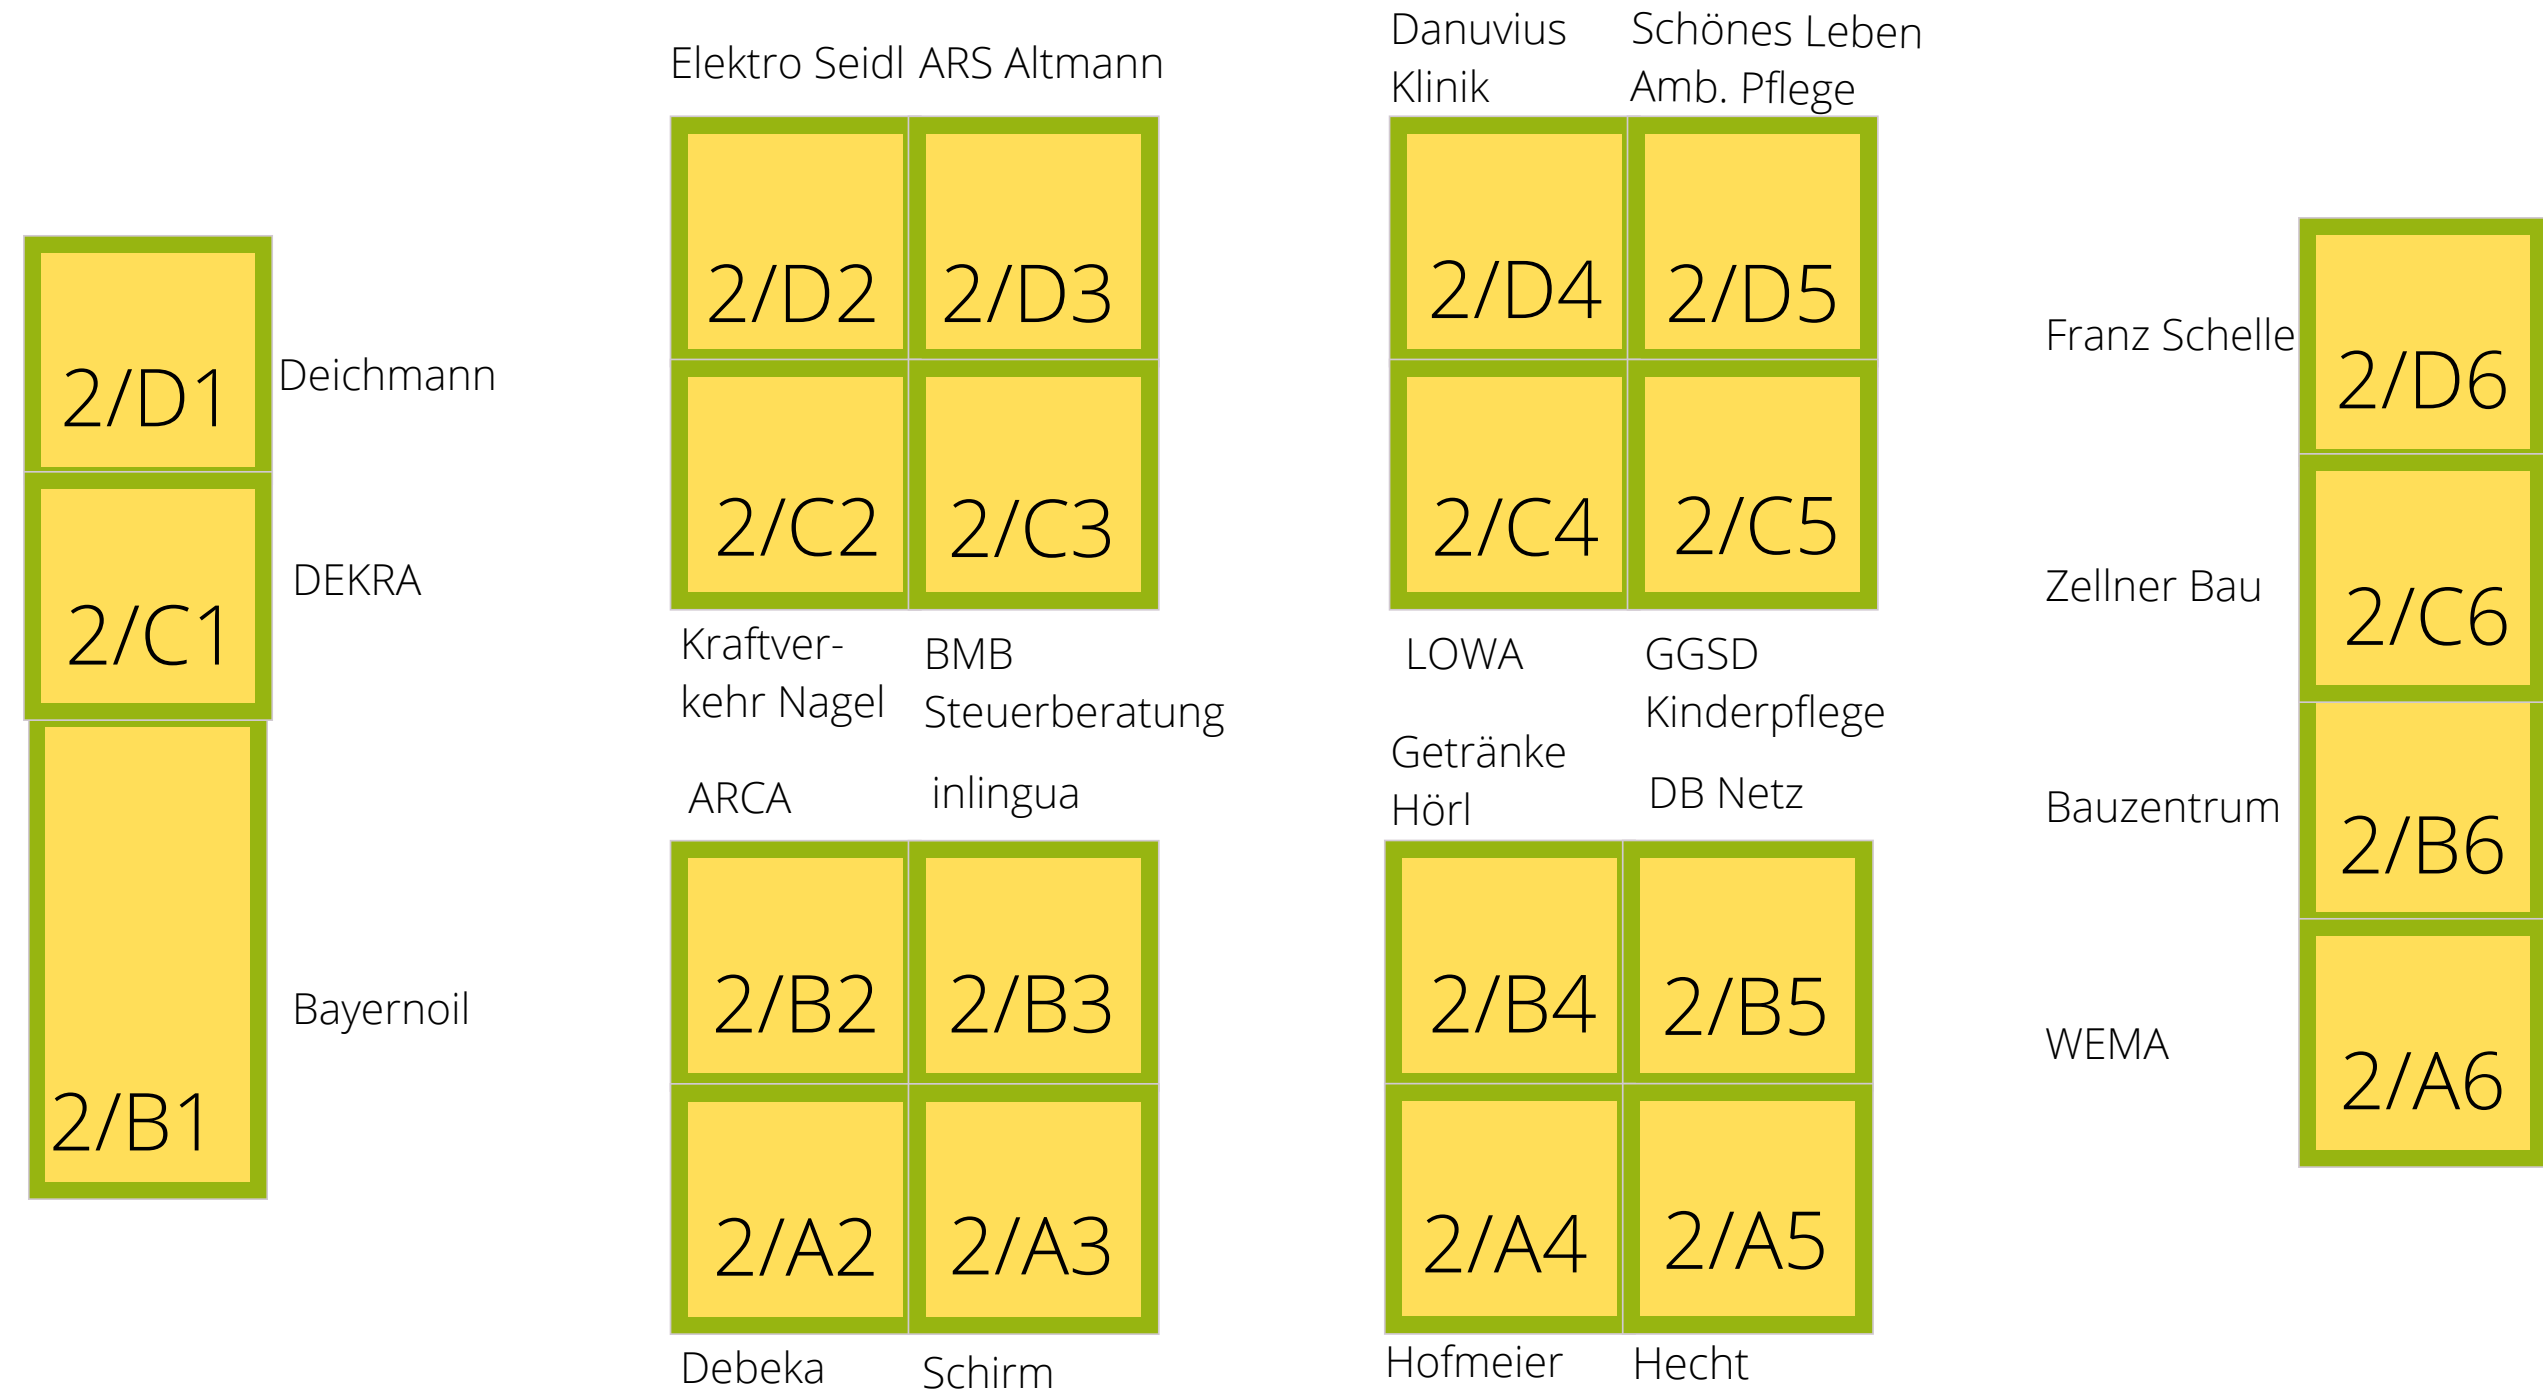 Elektro Seidl ARS Altmann
Danuvius
Klinik
Schönes Leben
Amb. Pflege
2/D1
Deichmann
2/D2
2/D3
2/D4
2/D5
Franz Schelle
2/D6
2/C1
DEKRA
2/C2
2/C3
2/C4
2/C5
Zellner Bau
2/C6
Kraftver-
kehr Nagel
BMB
Steuerberatung
LOWA
GGSD
Kinderpflege
ARCA
inlingua
Getränke
Hörl
DB Netz
Bauzentrum
2/B6
2/B1
Bayernoil
2/B2
2/B3
2/B4
2/B5
WEMA
2/A6
2/A2
2/A3
2/A4
2/A5
Debeka
Schirm
Hofmeier
Hecht